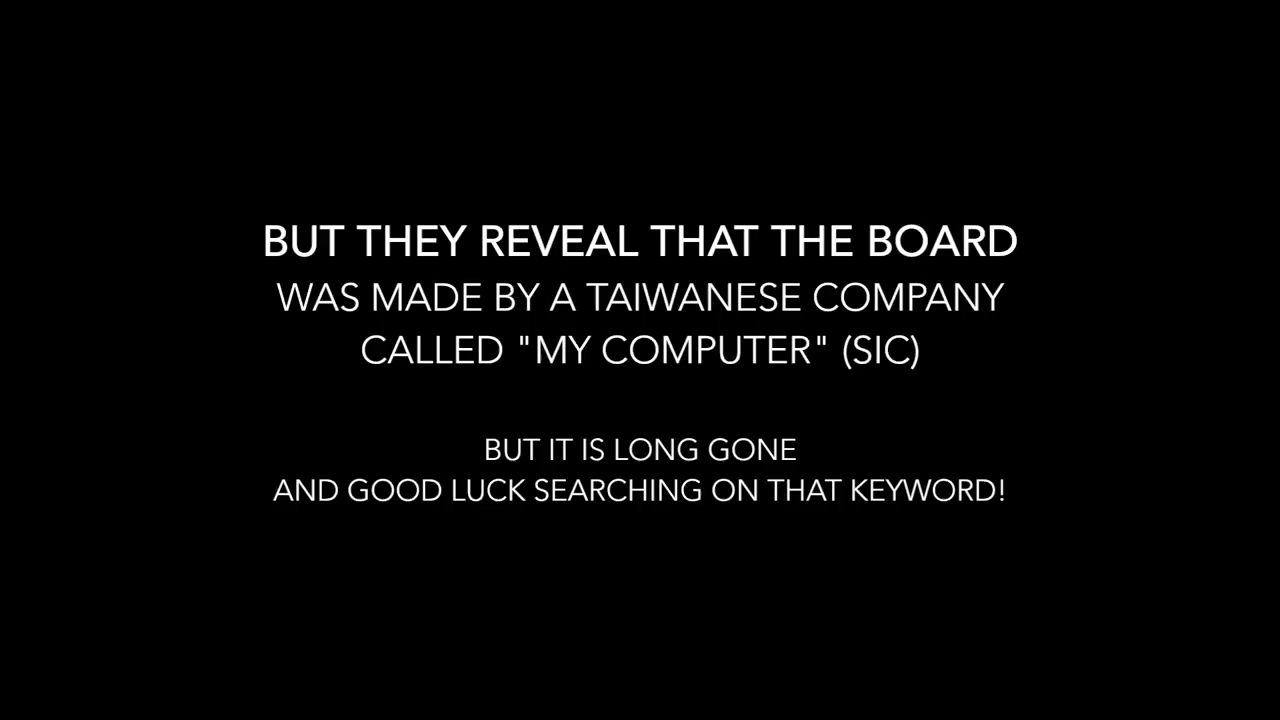 BUT THEY REVEAL THAT THE BOARD
WAS MADE BY A TAIWANESE COMPANY
CALLED "MY COMPUTER" (SIC)
BUT IT IS LONG GONE
AND GOOD LUCK SEARCHING ON THAT KEYWORD!